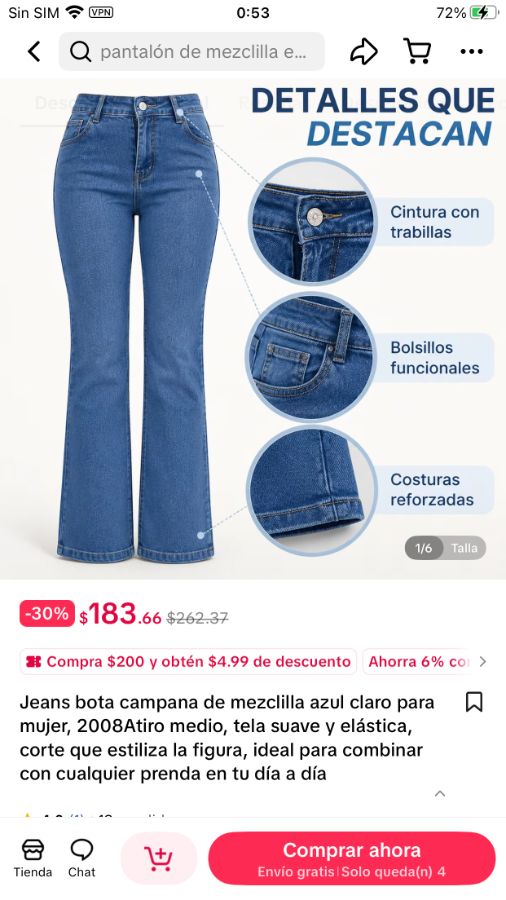 Sin SIM VPN 0:53 72%
pantalón de mezclilla e...
DETALLES QUE
DESTACAN
Cintura con
trabillas
Bolsillos
funcionales
Costuras
reforzadas
1/6 Talla
-30% $183.66 $262.37
Compra $200 y obtén $4.99 de descuento Ahorra 6% co
Jeans bota campana de mezclilla azul claro para
mujer, 2008Atiro medio, tela suave y elástica,
corte que estiliza la figura, ideal para combinar
con cualquier prenda en tu día a día
Tienda Chat Comprar ahora
Envío gratis Solo queda(n) 4